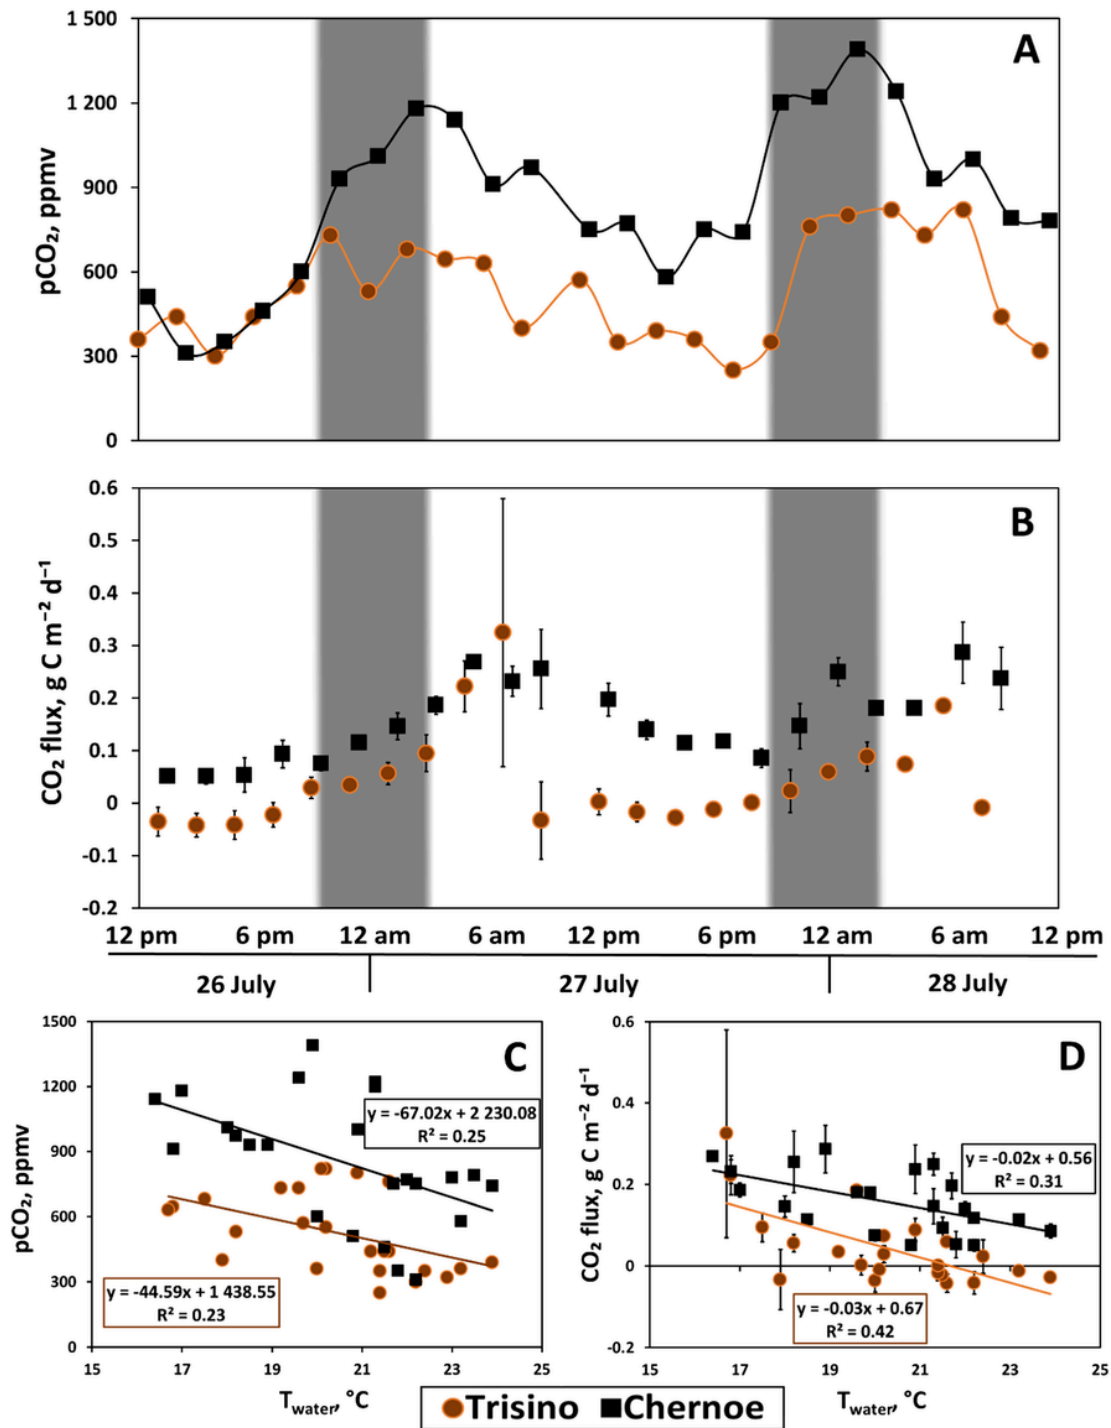 A
1 500
1 200
900
600
300
0
pCO₂, ppmv
B
0.6
0.5
0.4
0.3
0.2
0.1
0
-0.1
-0.2
CO₂ flux, g C m⁻² d⁻¹
12 pm 6 pm 12 am 6 am 12 pm 6 pm 12 am 6 am 12 pm
26 July 27 July 28 July
C
1500
1200
900
600
300
0
pCO₂, ppmv
y = -67.02x + 2 230.08
R² = 0.25
y = -44.59x + 1 438.55
R² = 0.23
15 17 19 21 23 25
T water, °C
D
0.6
0.4
0.2
0
-0.2
CO₂ flux, g C m⁻² d⁻¹
y = -0.02x + 0.56
R² = 0.31
y = -0.03x + 0.67
R² = 0.42
15 17 19 21 23 25
T water, °C
Trisino Chernoe